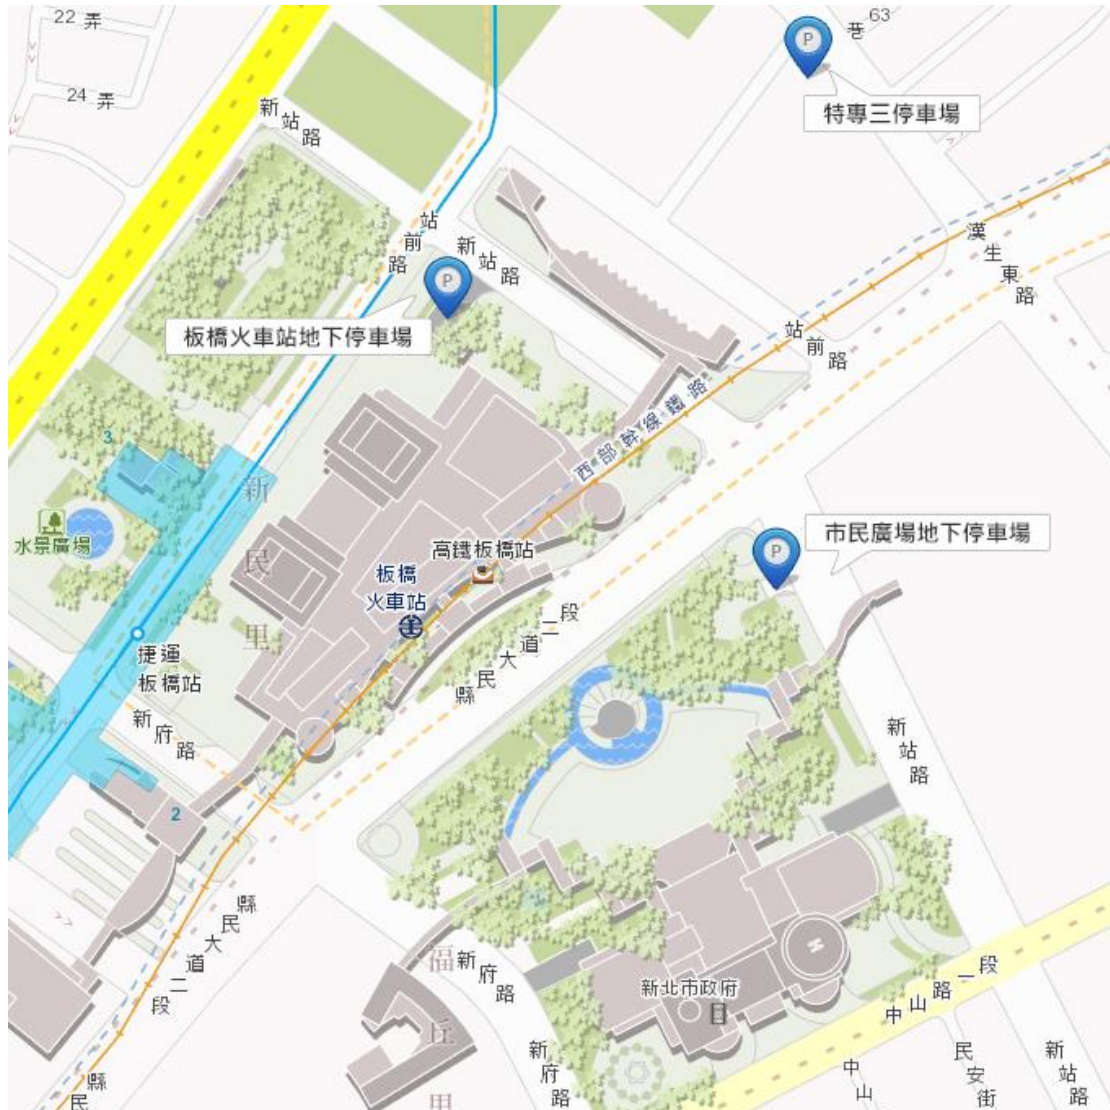 22 弄
63
巷
24 弄
新站路
特專三停車場
站前路
新站路
漢生東路
板橋火車站地下停車場
站前路
西部幹線鐵路
3
新民里
水景廣場
市民廣場地下停車場
高鐵板橋站
板橋
火車站
縣民大道二段
捷運
板橋站
新府路
新站路
2
縣民大道二段
福丘里
新府路
新北市政府
中山路一段
新府路
中山
民安街
新站路
縣民